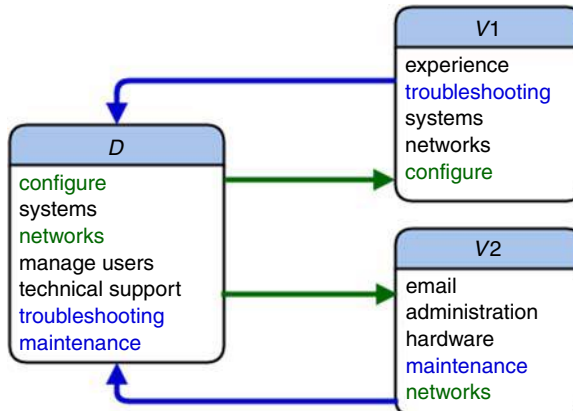 D
configure
systems
networks
manage users
technical support
troubleshooting
maintenance
V1
experience
troubleshooting
systems
networks
configure
V2
email
administration
hardware
maintenance
networks